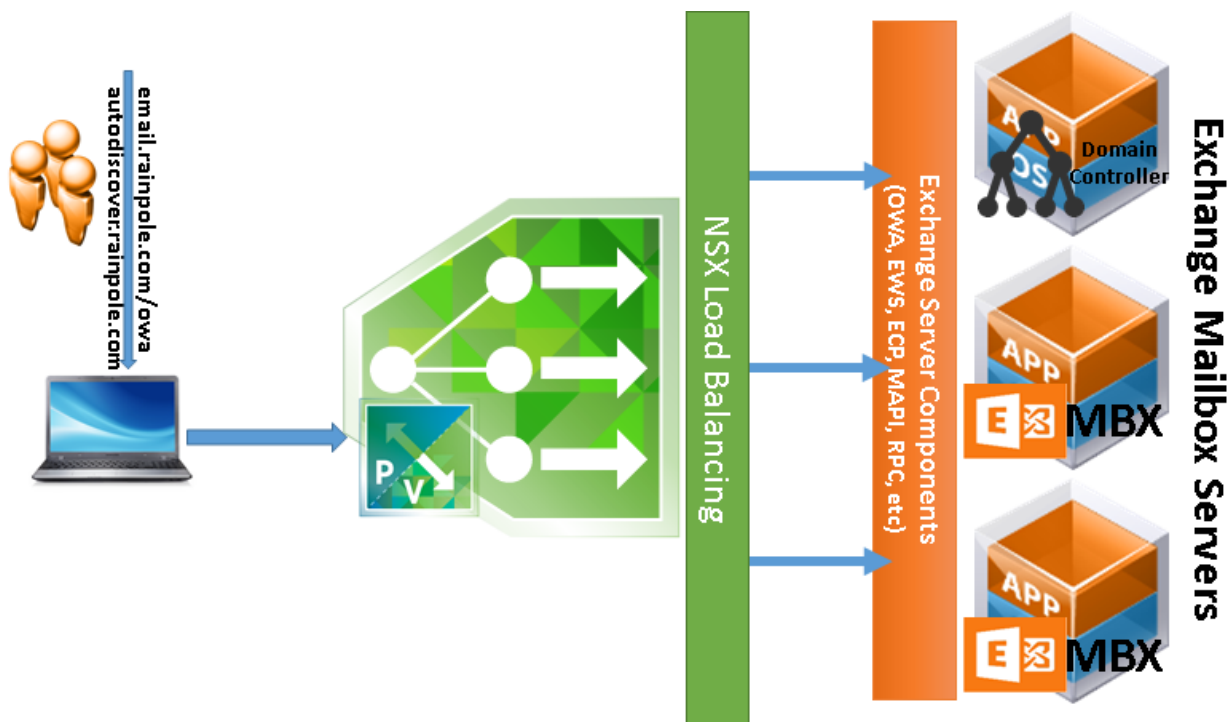 email.rainpole.com/owa
autodiscover.rainpole.com
P
V
NSX Load Balancing
Exchange Server Components
(OWA, EWS, ECP, MAPI, RPC, etc)
App
OS
Domain
Controller
APP
E
MBX
APP
E
MBX
Exchange Mailbox Servers